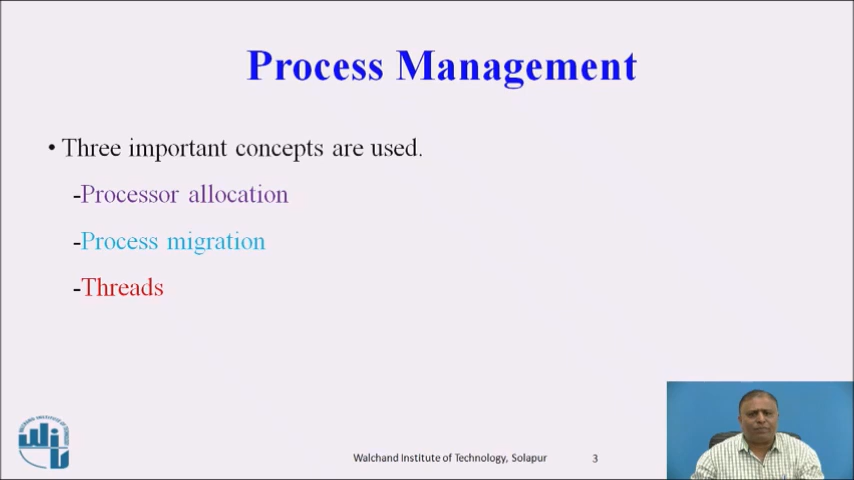 Process Management
• Three important concepts are used.
-Processor allocation
-Process migration
-Threads
Walchand Institute of Technology, Solapur
3